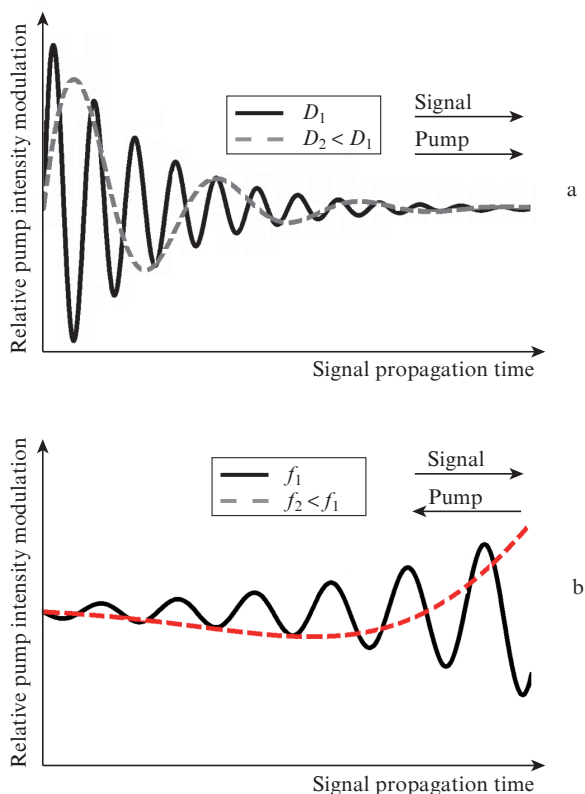 Relative pump intensity modulation
D₁
D₂ < D₁
Signal
Pump
a
Signal propagation time
Relative pump intensity modulation
f₁
f₂ < f₁
Signal
Pump
b
Signal propagation time